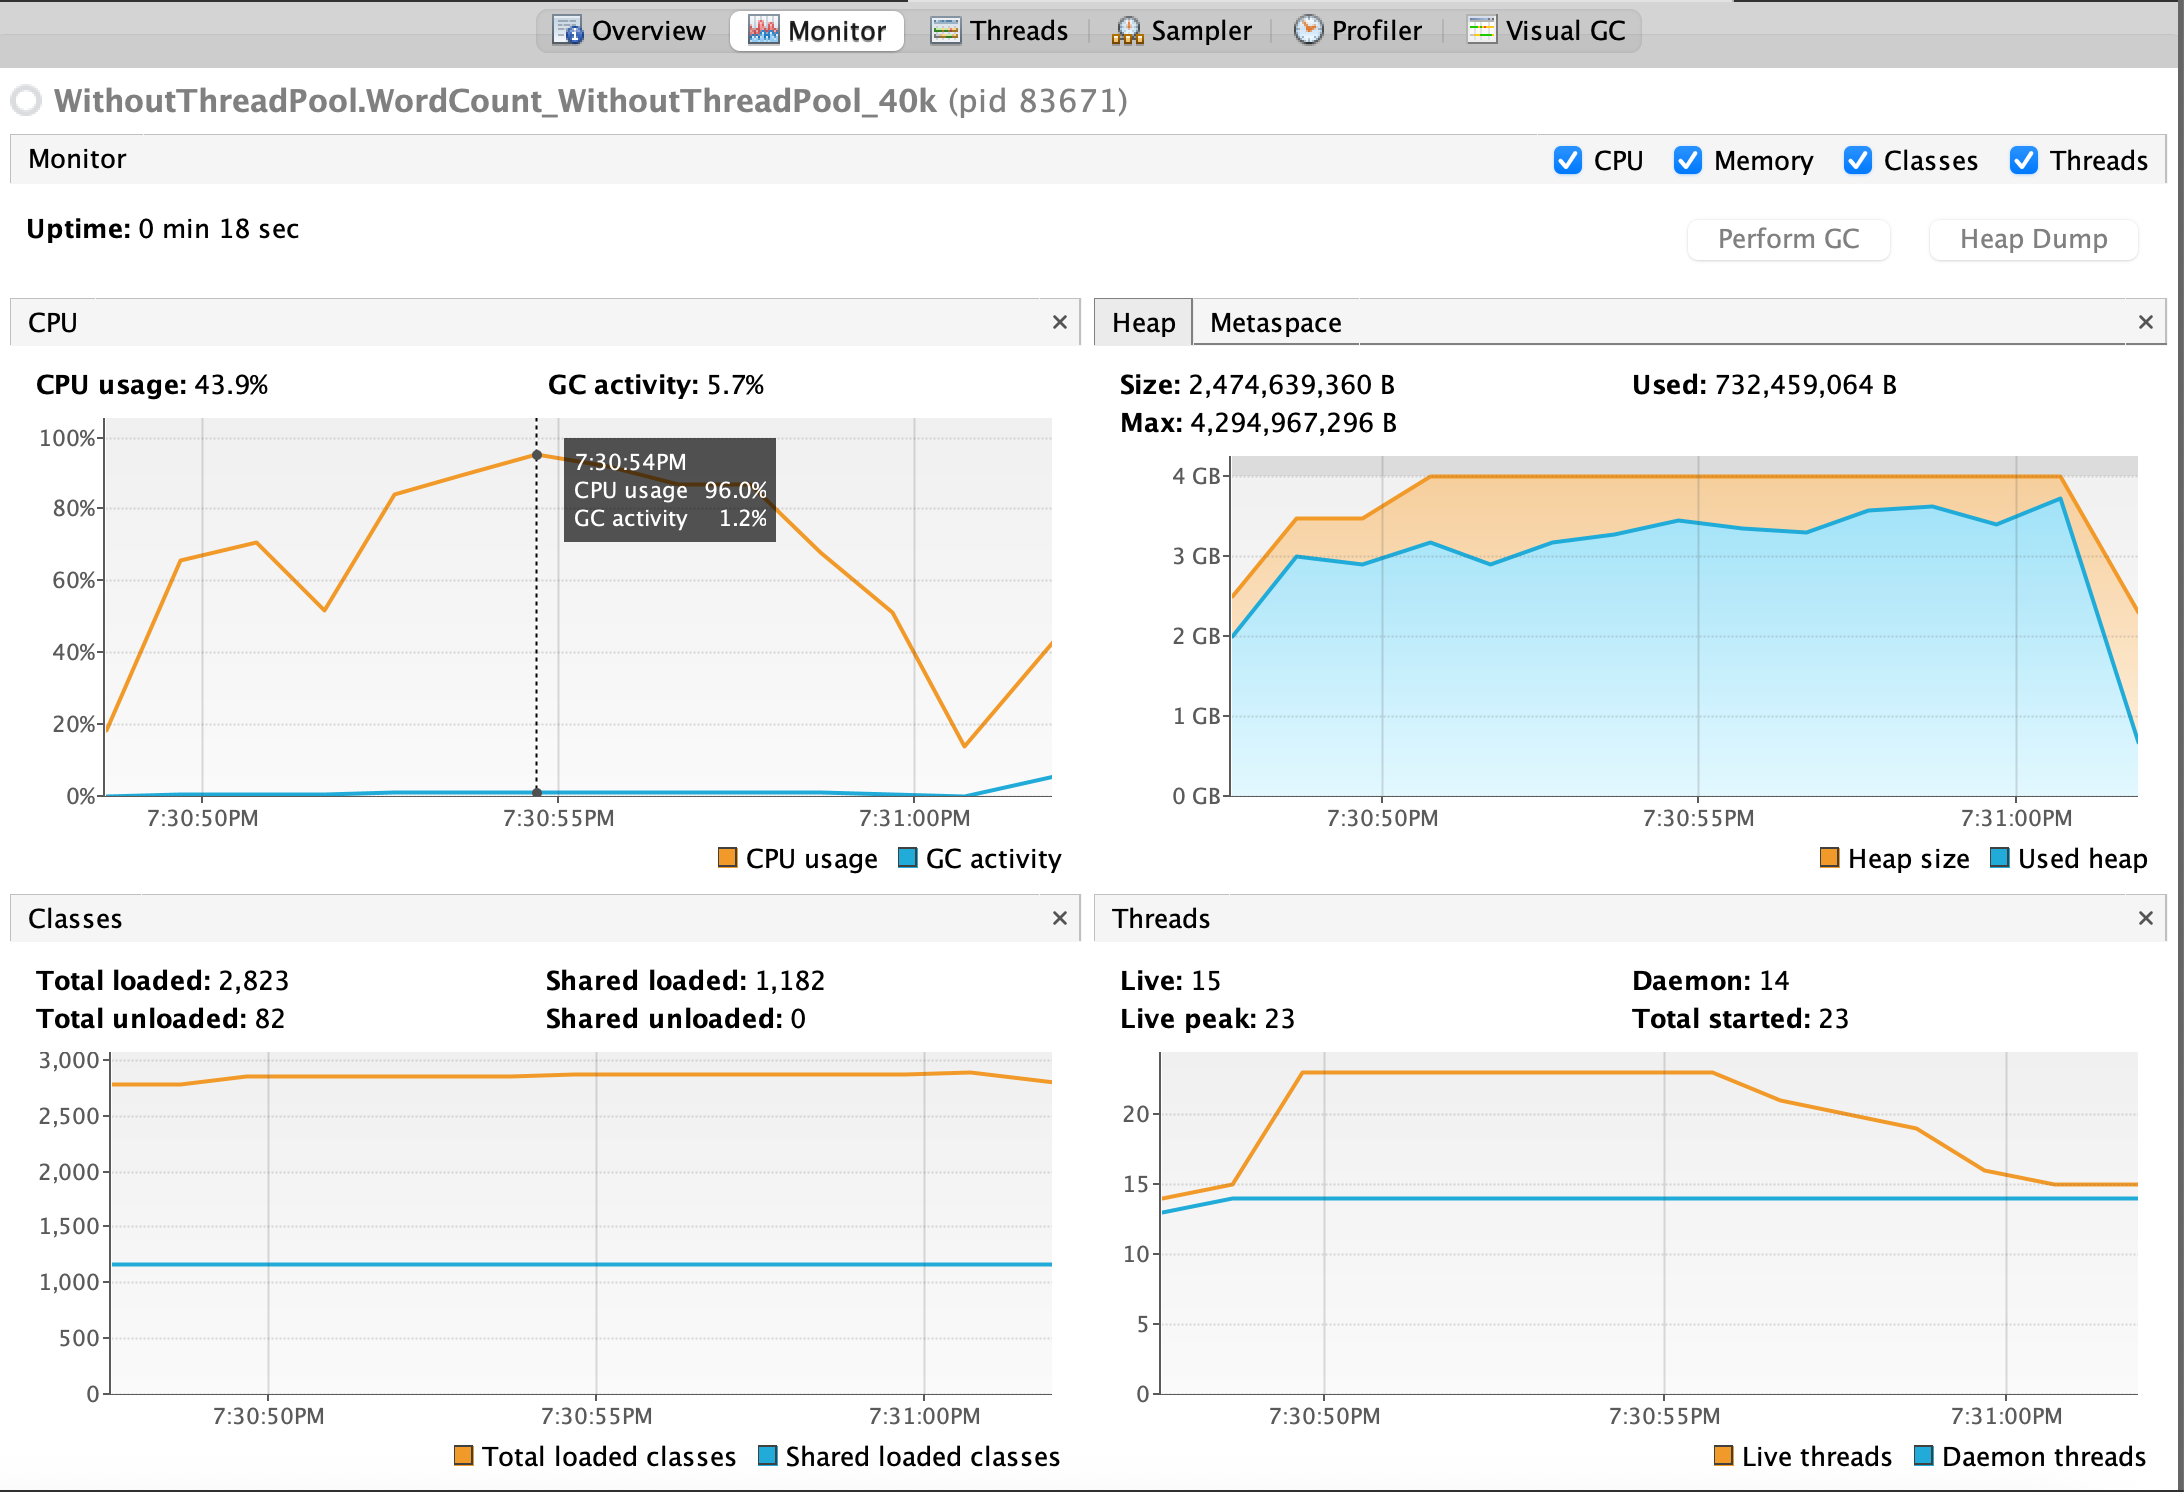 Overview Monitor Threads Sampler Profiler Visual GC
WithoutThreadPool.WordCount_WithoutThreadPool_40k (pid 83671)
Monitor CPU Memory Classes Threads
Uptime: 0 min 18 sec
Perform GC Heap Dump
CPU
CPU usage: 43.9% GC activity: 5.7%
100%
80%
60%
40%
20%
0%
7:30:54PM
CPU usage 96.0%
GC activity 1.2%
7:30:50PM 7:30:55PM 7:31:00PM
CPU usage GC activity
Heap Metaspace
Size: 2,474,639,360 B Used: 732,459,064 B
Max: 4,294,967,296 B
4 GB
3 GB
2 GB
1 GB
0 GB
7:30:50PM 7:30:55PM 7:31:00PM
Heap size Used heap
Classes
Total loaded: 2,823 Shared loaded: 1,182
Total unloaded: 82 Shared unloaded: 0
3,000
2,500
2,000
1,500
1,000
500
0
7:30:50PM 7:30:55PM 7:31:00PM
Total loaded classes Shared loaded classes
Threads
Live: 15 Daemon: 14
Live peak: 23 Total started: 23
20
15
10
5
0
7:30:50PM 7:30:55PM 7:31:00PM
Live threads Daemon threads